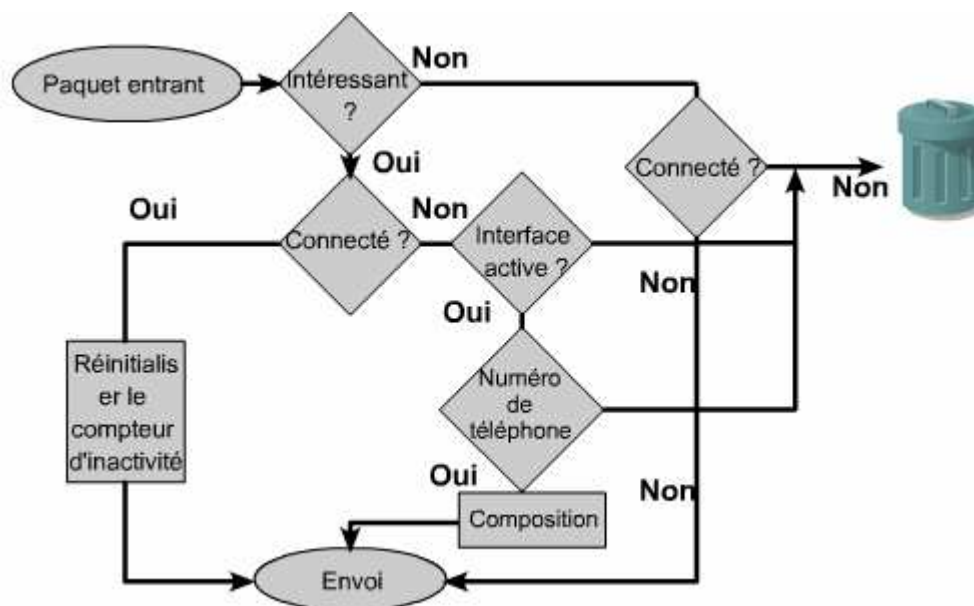 Paquet entrant
Intéressant
?
Non
Connecté ?
Non
Oui
Oui
Connecté ?
Non
Interface
active ?
Non
Oui
Réinitialis
er le
compteur
d'inactivité
Numéro
de
téléphone
Non
Oui
Composition
Envoi